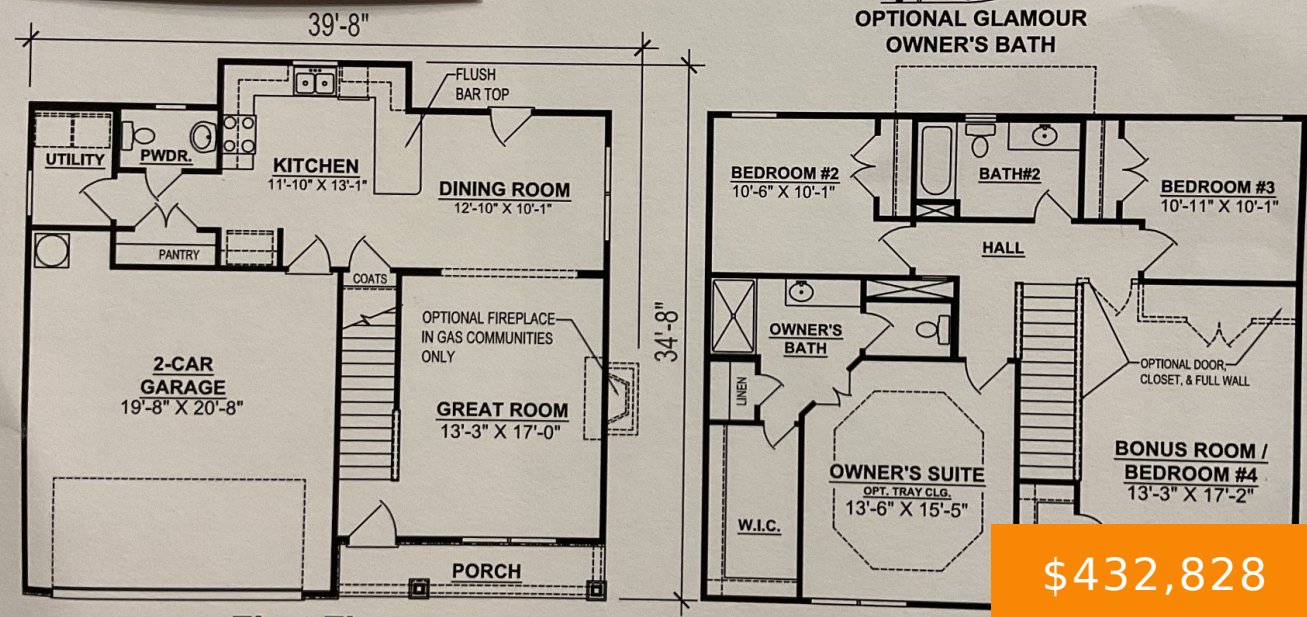 39'-8"
OPTIONAL GLAMOUR
OWNER'S BATH
FLUSH
BAR TOP
UTILITY
PWDR.
KITCHEN
11'-10" X 13'-1"
DINING ROOM
12'-10" X 10'-1"
PANTRY
COATS
2-CAR
GARAGE
19'-8" X 20'-8"
OPTIONAL FIREPLACE
IN GAS COMMUNITIES
ONLY
GREAT ROOM
13'-3" X 17'-0"
PORCH
34'-8"
BEDROOM #2
10'-6" X 10'-1"
BATH#2
BEDROOM #3
10'-11" X 10'-1"
HALL
OWNER'S
BATH
LINEN
OPTIONAL DOOR,
CLOSET, & FULL WALL
OWNER'S SUITE
OPT. TRAY CLG.
13'-6" X 15'-5"
W.I.C.
BONUS ROOM /
BEDROOM #4
13'-3" X 17'-2"
$432,828